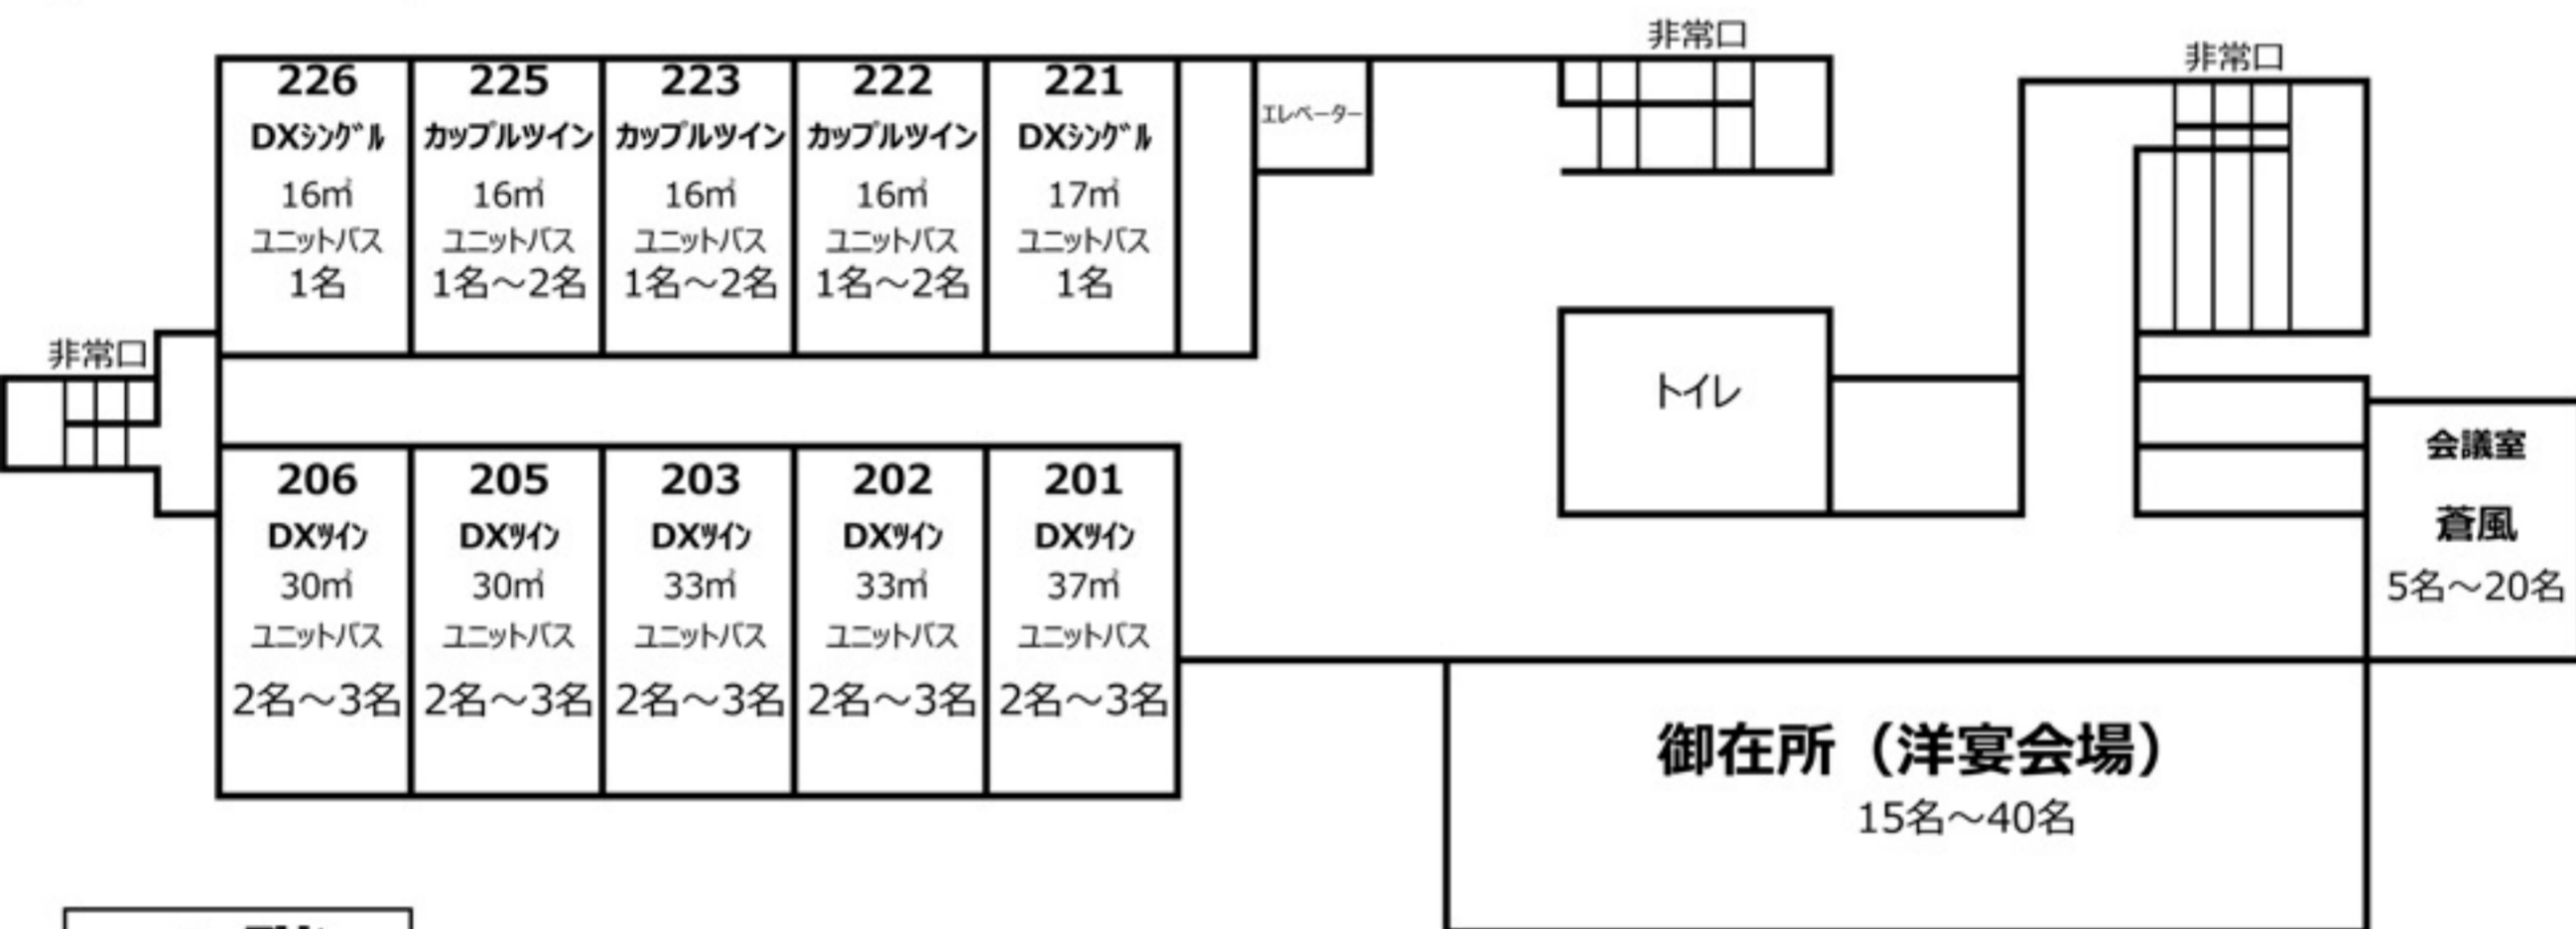 非常口
非常口
226
DXｼﾝｸﾞﾙ
16㎡
ユニットバス
1名
225
カップルツイン
16㎡
ユニットバス
1名～2名
223
カップルツイン
16㎡
ユニットバス
1名～2名
222
カップルツイン
16㎡
ユニットバス
1名～2名
221
DXｼﾝｸﾞﾙ
17㎡
ユニットバス
1名
エレベーター
非常口
トイレ
206
DXﾂｲﾝ
30㎡
ユニットバス
2名～3名
205
DXﾂｲﾝ
30㎡
ユニットバス
2名～3名
203
DXﾂｲﾝ
33㎡
ユニットバス
2名～3名
202
DXﾂｲﾝ
33㎡
ユニットバス
2名～3名
201
DXﾂｲﾝ
37㎡
ユニットバス
2名～3名
会議室
蒼風
5名～20名
御在所（洋宴会場）
15名～40名